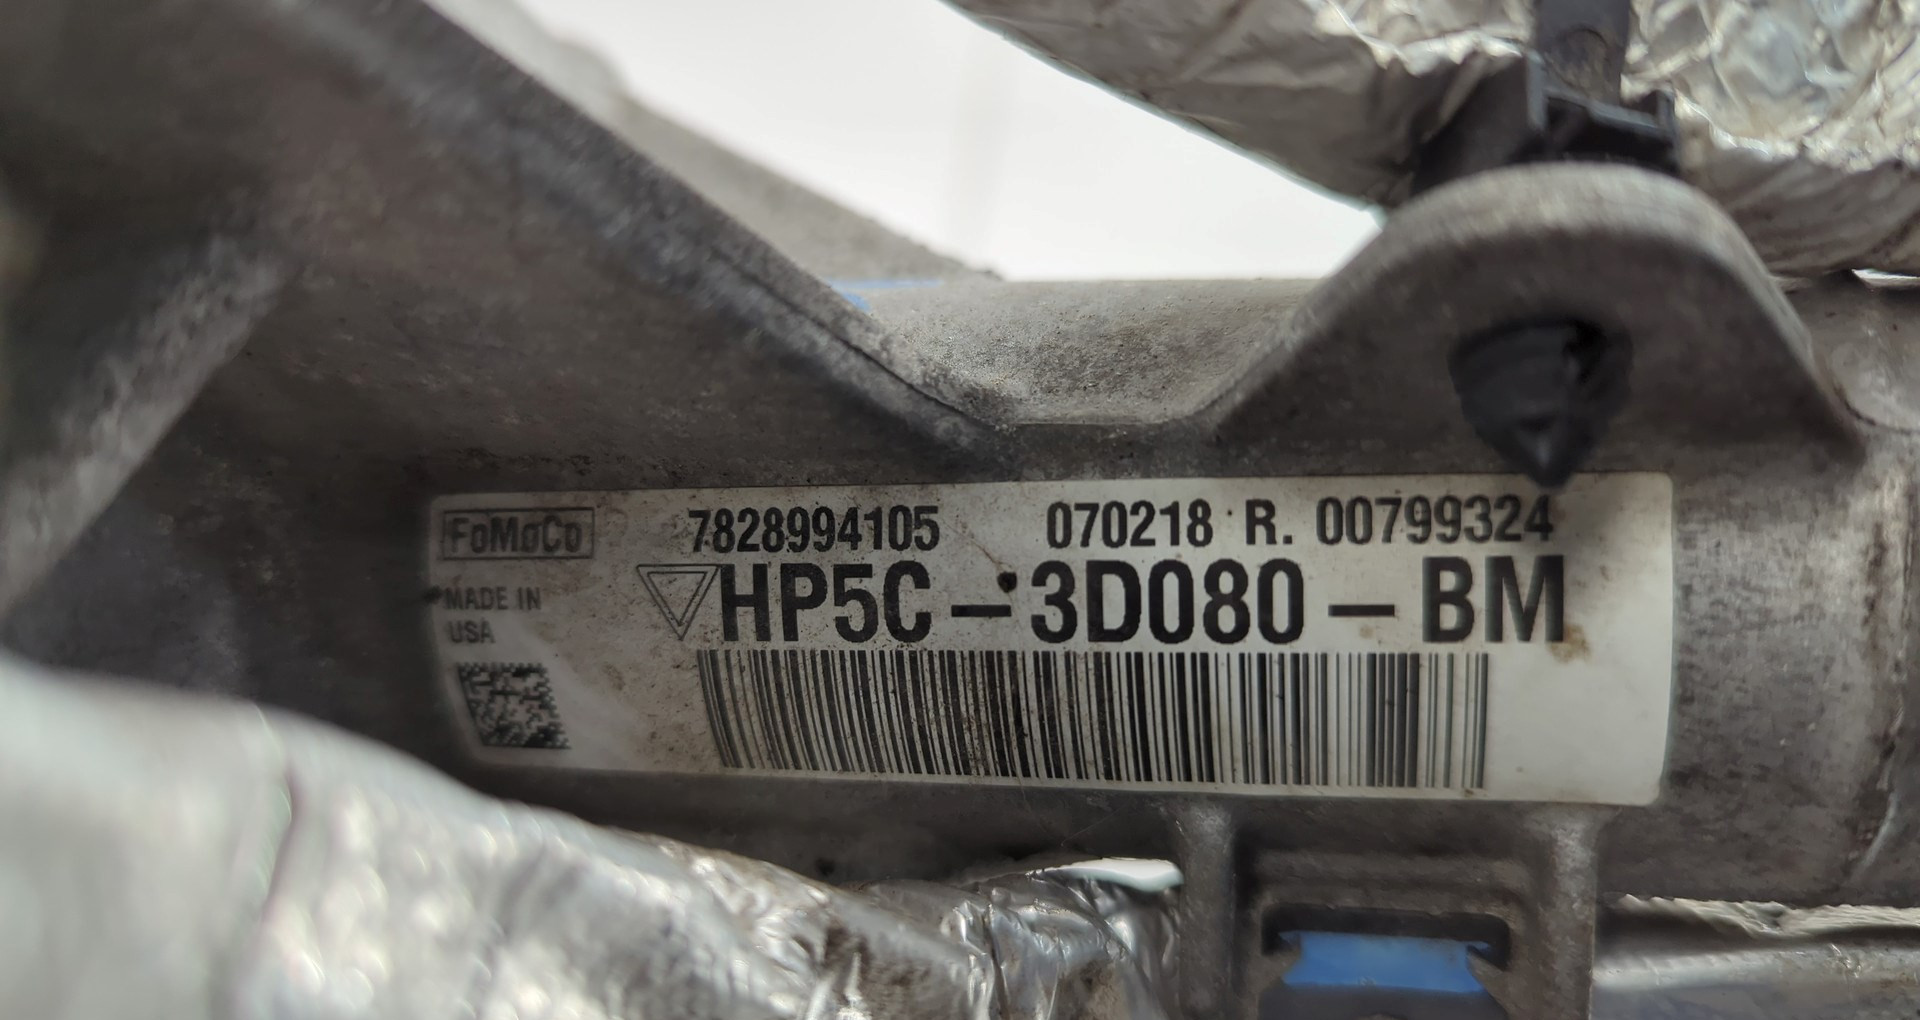 FoMoCo 7828994105 070218 R. 00799324
HP5C-3D080-BM
MADE IN
USA